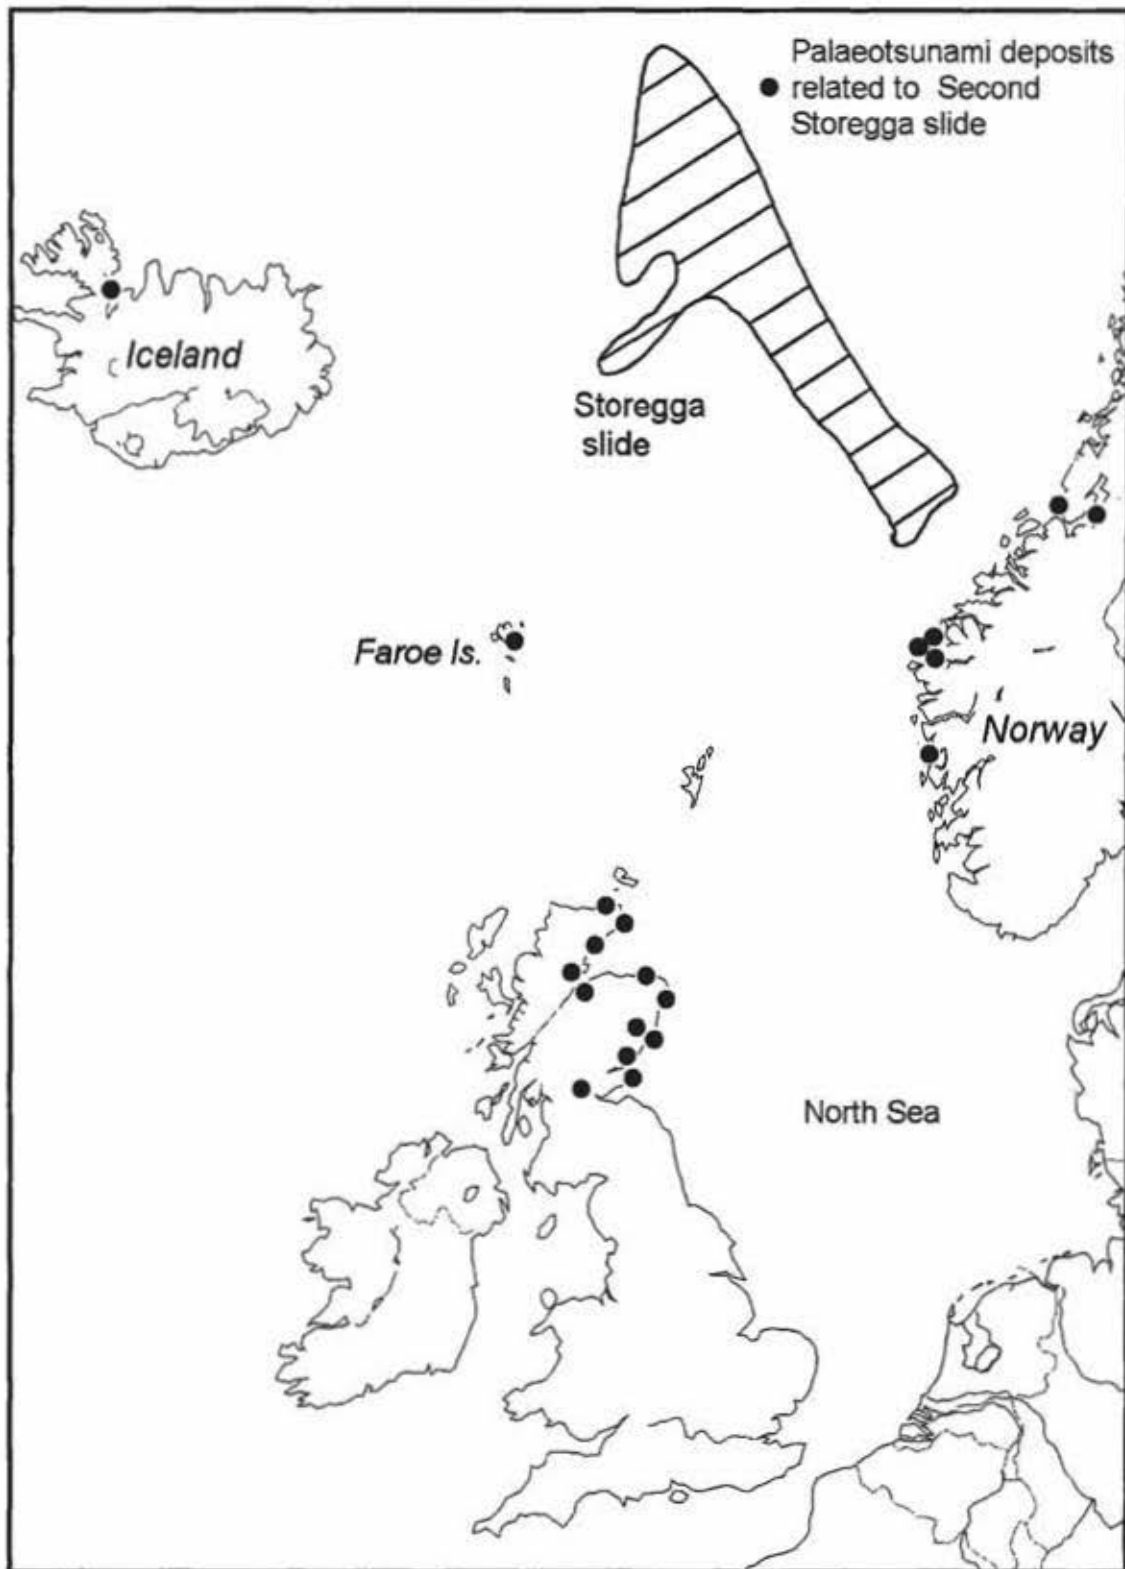 Palaeotsunami deposits
related to Second
Storegga slide
Iceland
Storegga
slide
Faroe Is.
Norway
North Sea